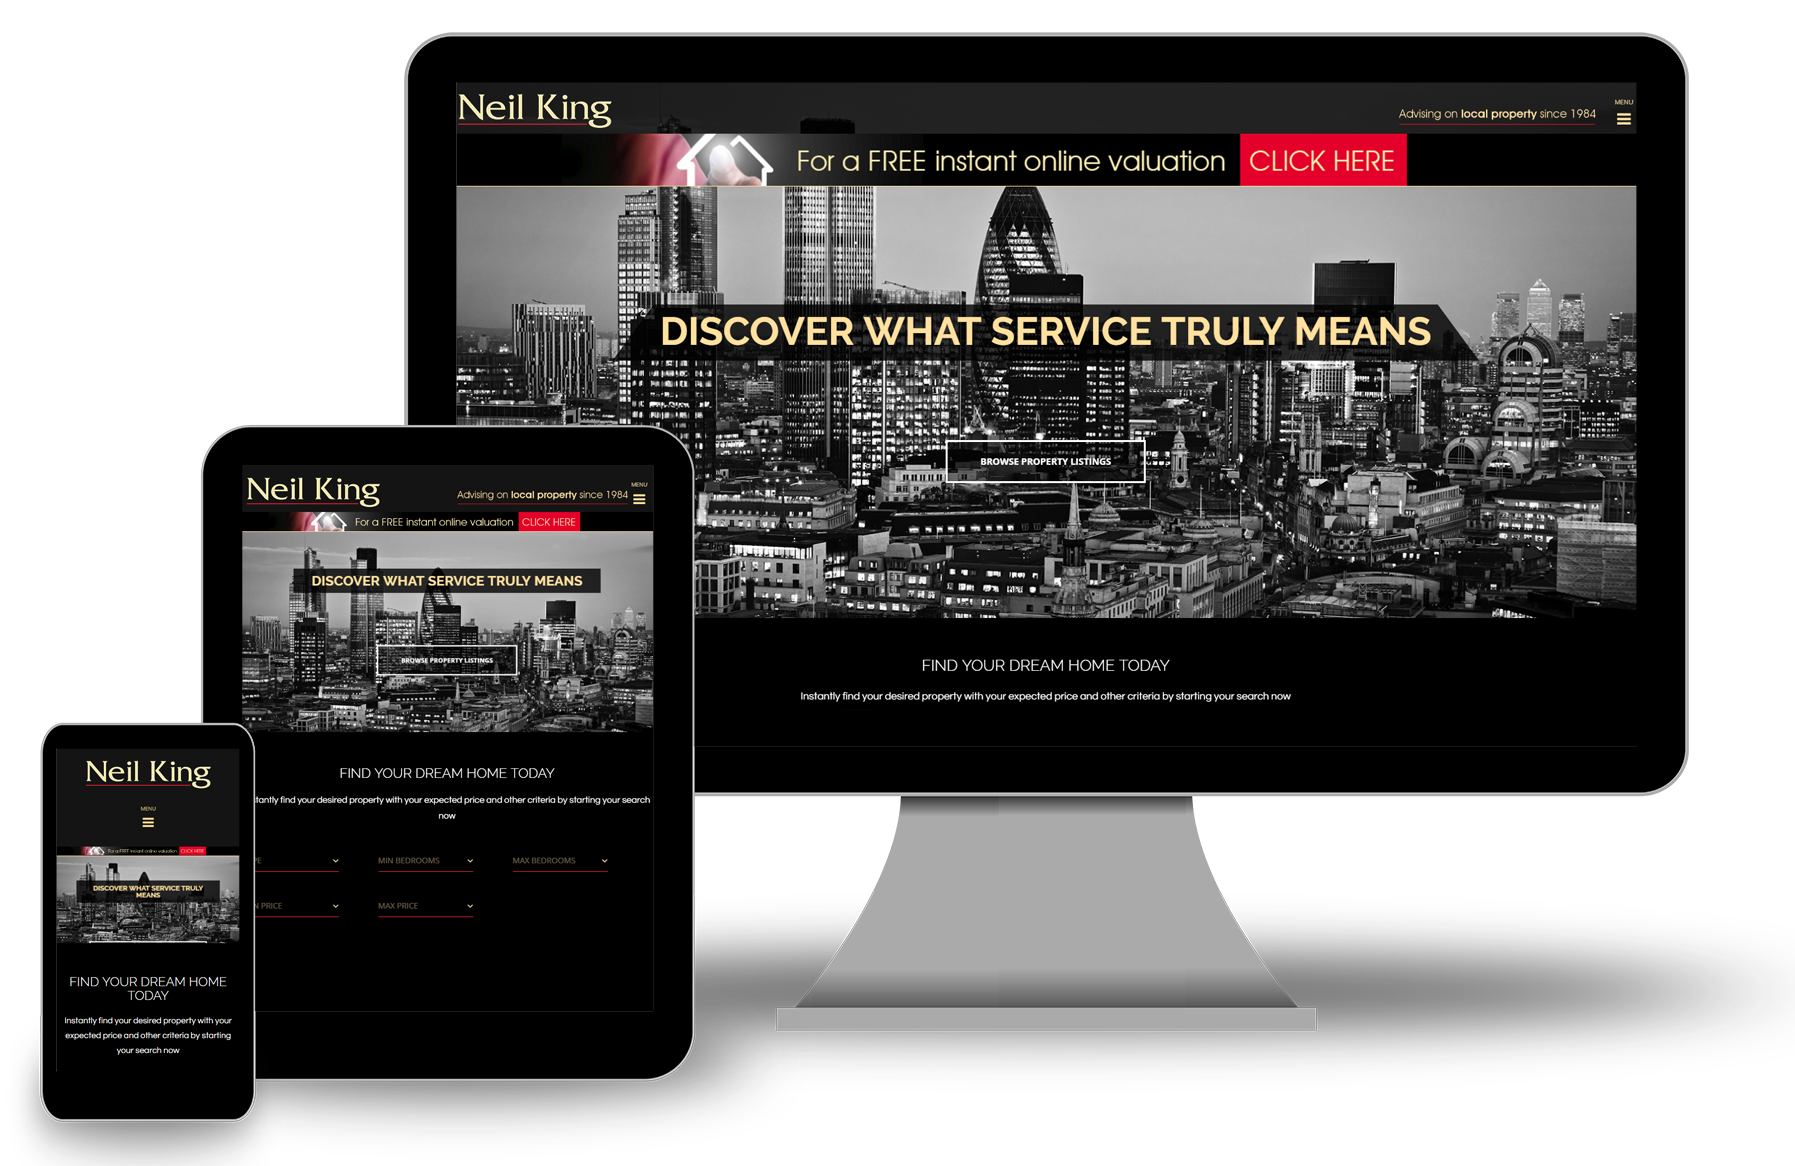 Neil King
Advising on local property since 1984
MENU
For a FREE instant online valuation CLICK HERE
DISCOVER WHAT SERVICE TRULY MEANS
BROWSE PROPERTY LISTINGS
FIND YOUR DREAM HOME TODAY
Instantly find your desired property with your expected price and other criteria by starting your search now
Neil King
Advising on local property since 1984
MENU
For a FREE instant online valuation CLICK HERE
DISCOVER WHAT SERVICE TRULY MEANS
BROWSE PROPERTY LISTINGS
FIND YOUR DREAM HOME TODAY
find your desired property with your expected price and other criteria by starting your search
now
MIN BEDROOMS
MAX BEDROOMS
PRICE
MAX PRICE
Neil King
MENU
For a FREE instant online valuation CLICK HERE
DISCOVER WHAT SERVICE TRULY
MEANS
FIND YOUR DREAM HOME
TODAY
Instantly find your desired property with your
expected price and other criteria by starting
your search now